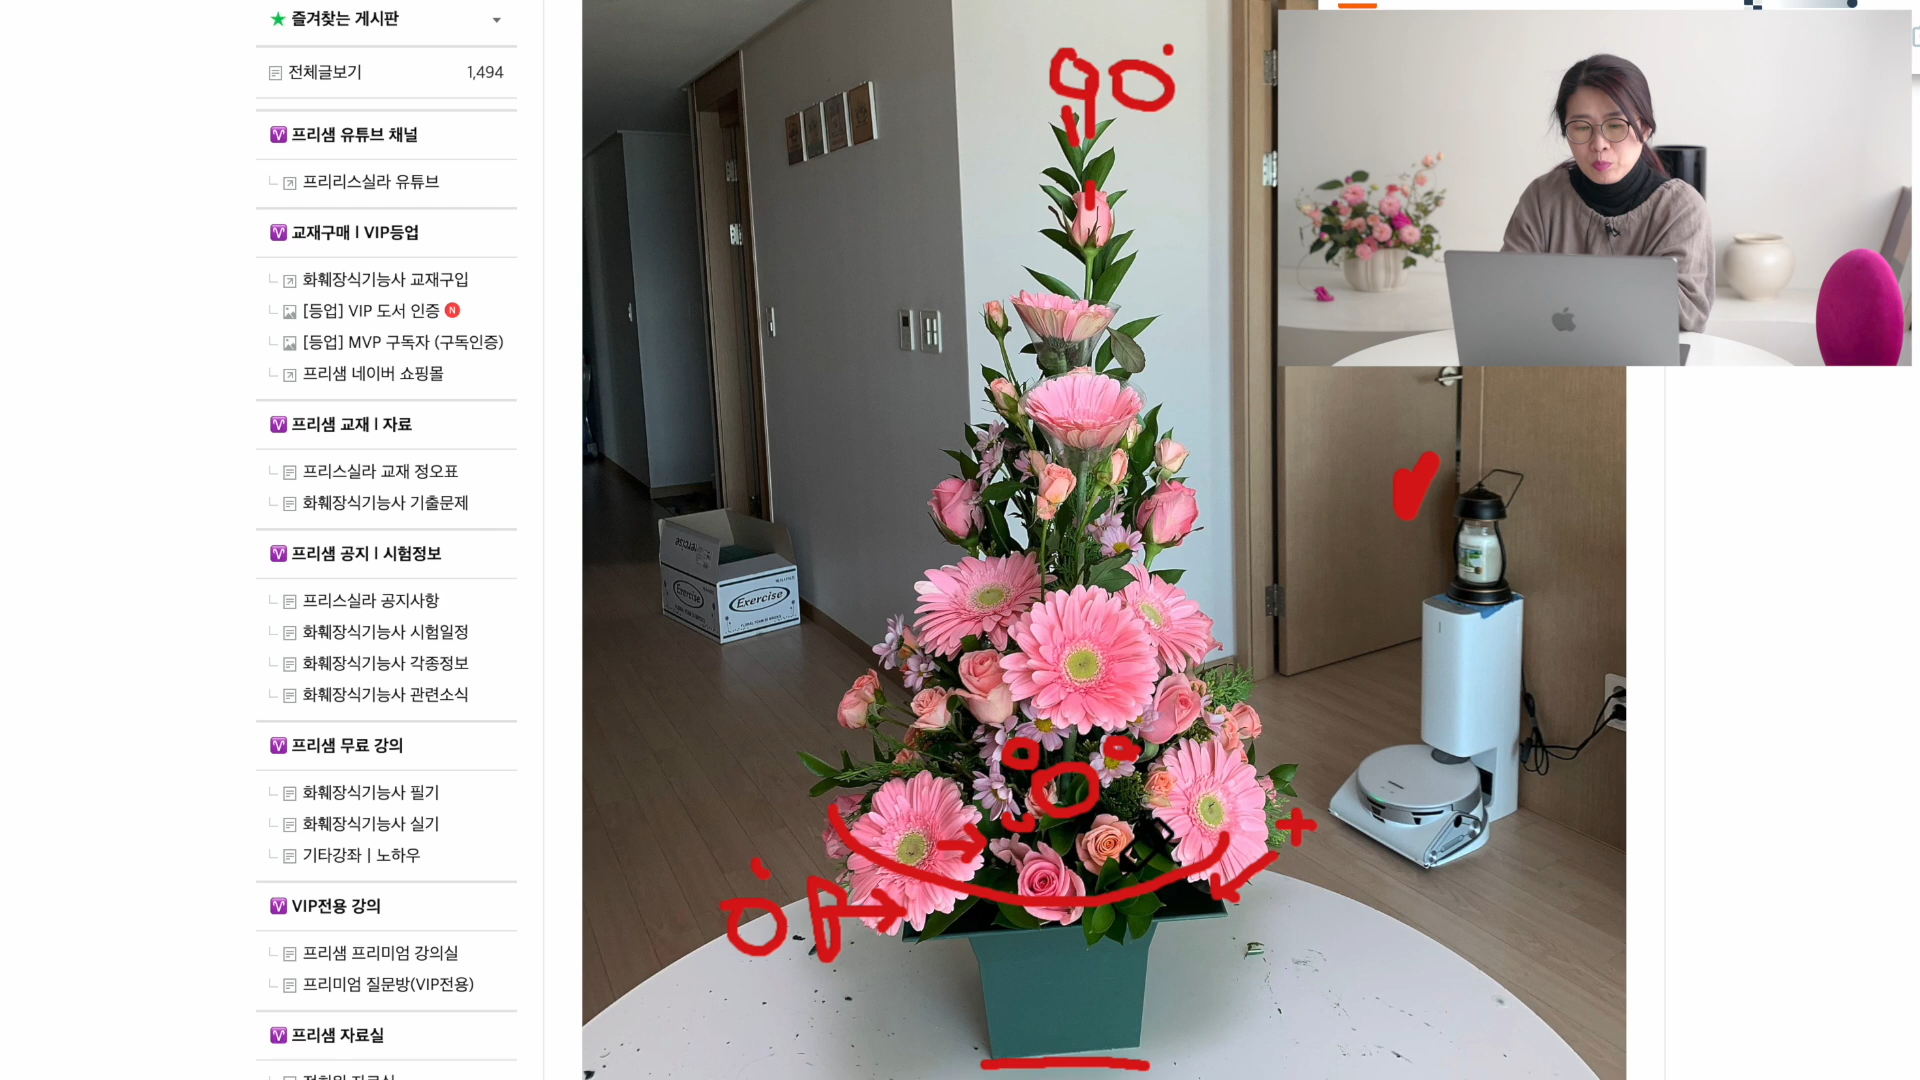 ★ 즐겨찾는 게시판
전체글보기 1,494
프리샘 유튜브 채널
프리리스실라 유튜브
교재구매 l VIP등업
화훼장식기능사 교재구입
[등업] VIP 도서 인증 N
[등업] MVP 구독자 (구독인증)
프리샘 네이버 쇼핑몰
프리샘 교재 l 자료
프리스실라 교재 정오표
화훼장식기능사 기출문제
프리샘 공지 l 시험정보
프리스실라 공지사항
화훼장식기능사 시험일정
화훼장식기능사 각종정보
화훼장식기능사 관련소식
프리샘 무료 강의
화훼장식기능사 필기
화훼장식기능사 실기
기타강좌 | 노하우
VIP전용 강의
프리샘 프리미엄 강의실
프리미엄 질문방(VIP전용)
프리샘 자료실
90°
Exercise
Exercise